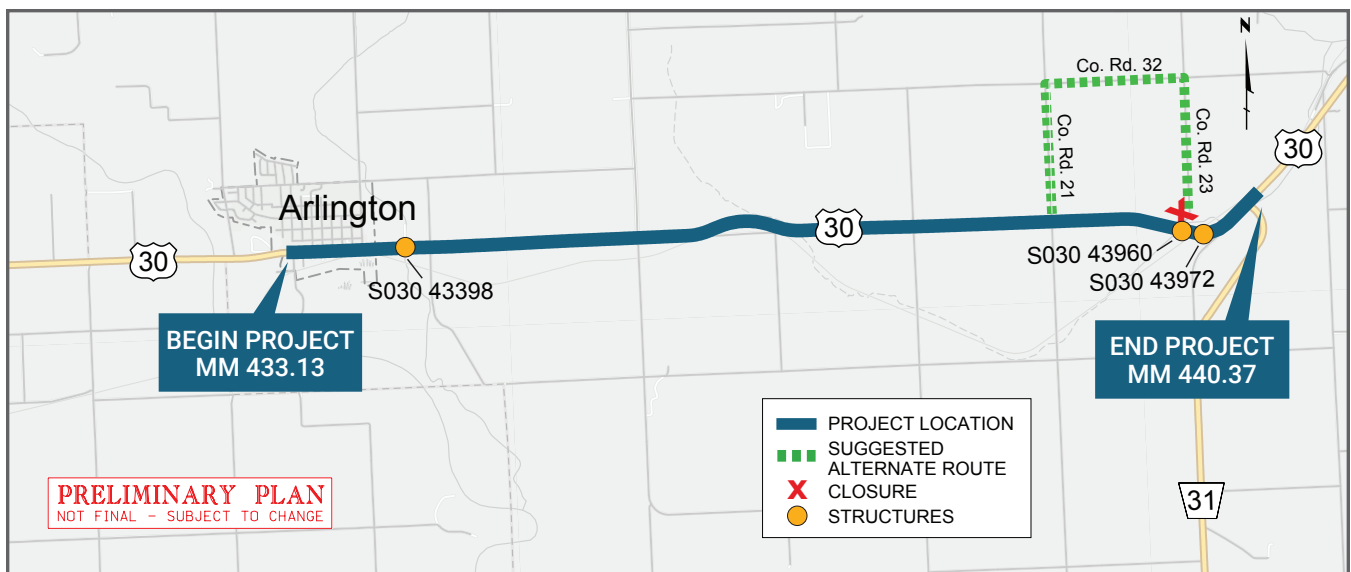 N
Co. Rd. 32
Co. Rd. 21
Co. Rd. 23
30
Arlington
30
30
S030 43398
S030 43960
S030 43972
BEGIN PROJECT
MM 433.13
END PROJECT
MM 440.37
PROJECT LOCATION
SUGGESTED
ALTERNATE ROUTE
X CLOSURE
STRUCTURES
31
PRELIMINARY PLAN
NOT FINAL – SUBJECT TO CHANGE